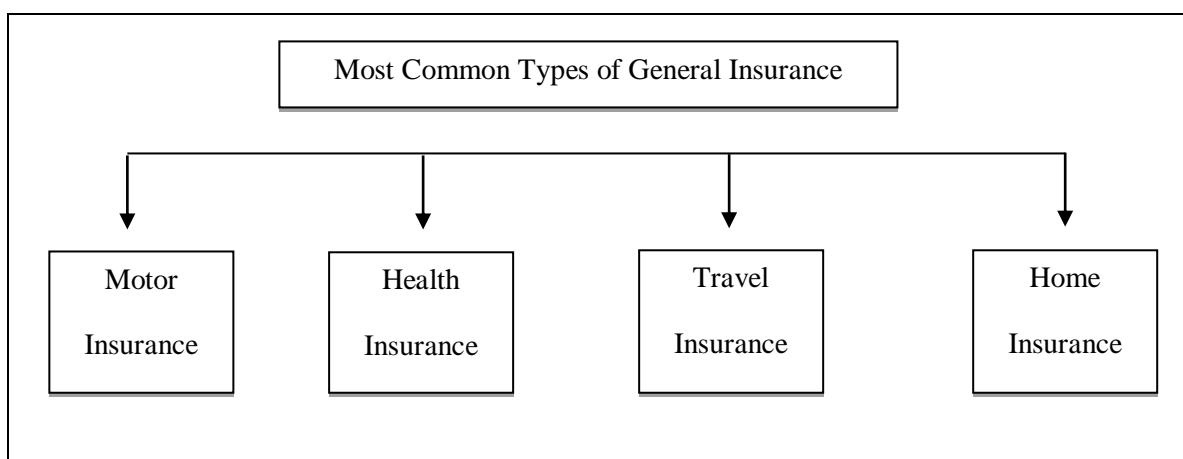 Most Common Types of General Insurance
Motor
Insurance
Health
Insurance
Travel
Insurance
Home
Insurance